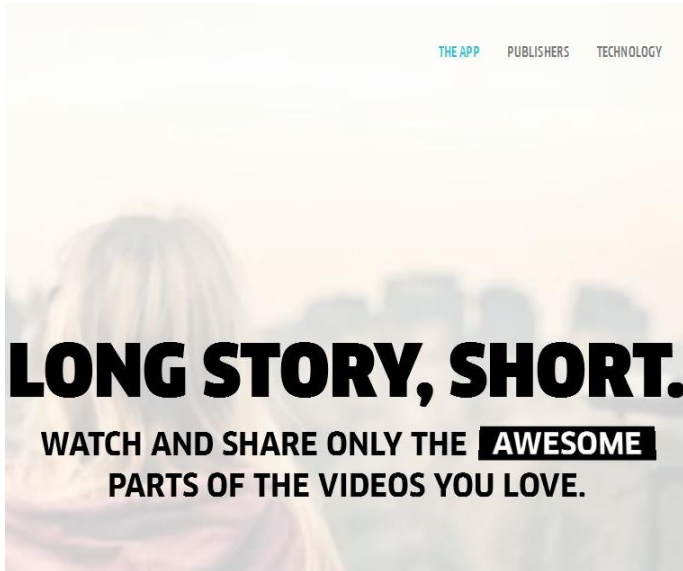 THE APP PUBLISHERS TECHNOLOGY
LONG STORY, SHORT.
WATCH AND SHARE ONLY THE AWESOME
PARTS OF THE VIDEOS YOU LOVE.